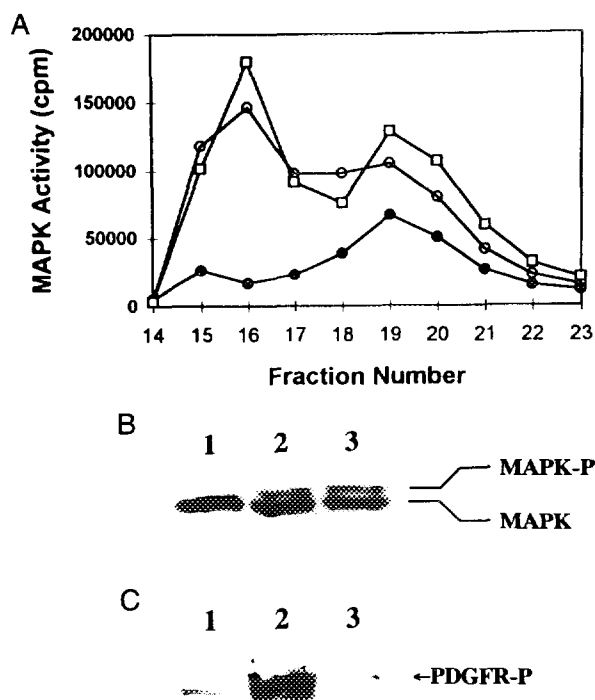 A
MAPK Activity (cpm)
200000
150000
100000
50000
0
14 15 16 17 18 19 20 21 22 23
Fraction Number
B
1 2 3
MAPK-P
MAPK
C
1 2 3
←PDGFR-P